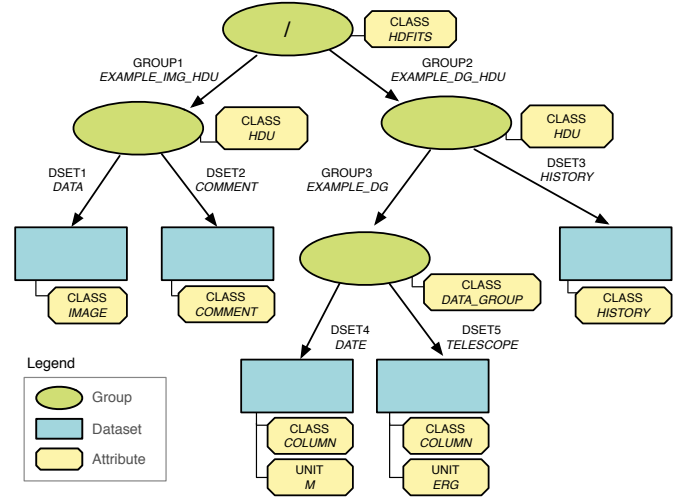 /
CLASS
HDFITS
GROUP1
EXAMPLE_IMG_HDU
GROUP2
EXAMPLE_DG_HDU
CLASS
HDU
CLASS
HDU
DSET1
DATA
DSET2
COMMENT
GROUP3
EXAMPLE_DG
DSET3
HISTORY
CLASS
IMAGE
CLASS
COMMENT
CLASS
DATA_GROUP
CLASS
HISTORY
DSET4
DATE
DSET5
TELESCOPE
Legend
Group
Dataset
Attribute
CLASS
COLUMN
UNIT
M
CLASS
COLUMN
UNIT
ERG